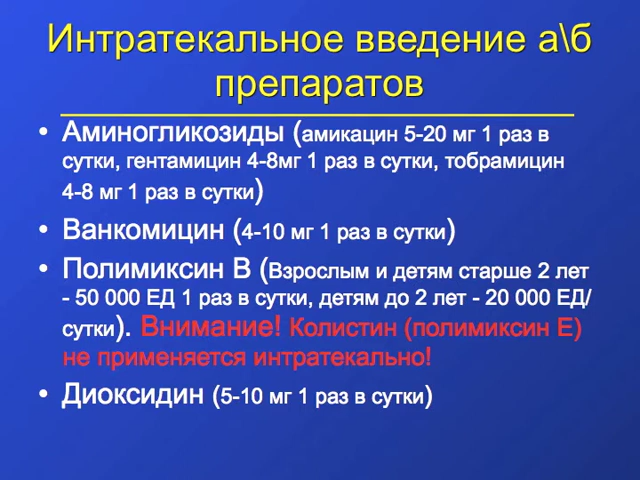 Интратекальное введение а\б
препаратов
• Аминогликозиды (амикацин 5-20 мг 1 раз в
сутки, гентамицин 4-8мг 1 раз в сутки, тобрамицин
4-8 мг 1 раз в сутки)
• Ванкомицин (4-10 мг 1 раз в сутки)
• Полимиксин В (Взрослым и детям старше 2 лет
- 50 000 ЕД 1 раз в сутки, детям до 2 лет - 20 000 ЕД/
сутки). Внимание! Колистин (полимиксин Е)
не применяется интратекально!
• Диоксидин (5-10 мг 1 раз в сутки)